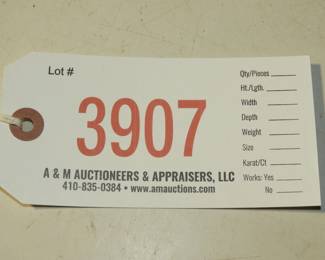 Lot #
3907
A & M AUCTIONEERS & APPRAISERS, LLC
410-835-0384 • www.amauctions.com
Qty/Pieces
Ht./Lgth.
Width
Depth
Weight
Size
Karat/Ct
Works: Yes
No